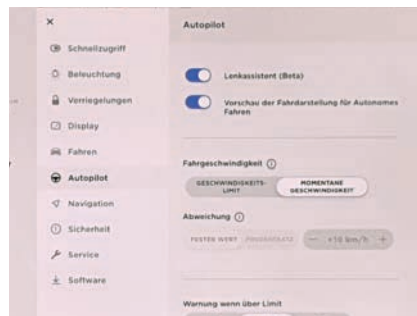 Autopilot
Schnellzugriff
Beleuchtung
Verriegelungen
Display
Fahren
Autopilot
Navigation
Sicherheit
Service
Software
Lenkassistent (Beta)
Vorschau der Fahrdarstellung für Autonomes
Fahren
Fahrgeschwindigkeit
GESCHWINDIGKEITS-
LIMIT
MOMENTANE
GESCHWINDIGKEIT
Abweichung
FESTER WERT
PROZENTSATZ
+10 km/h
Warnung wenn über Limit